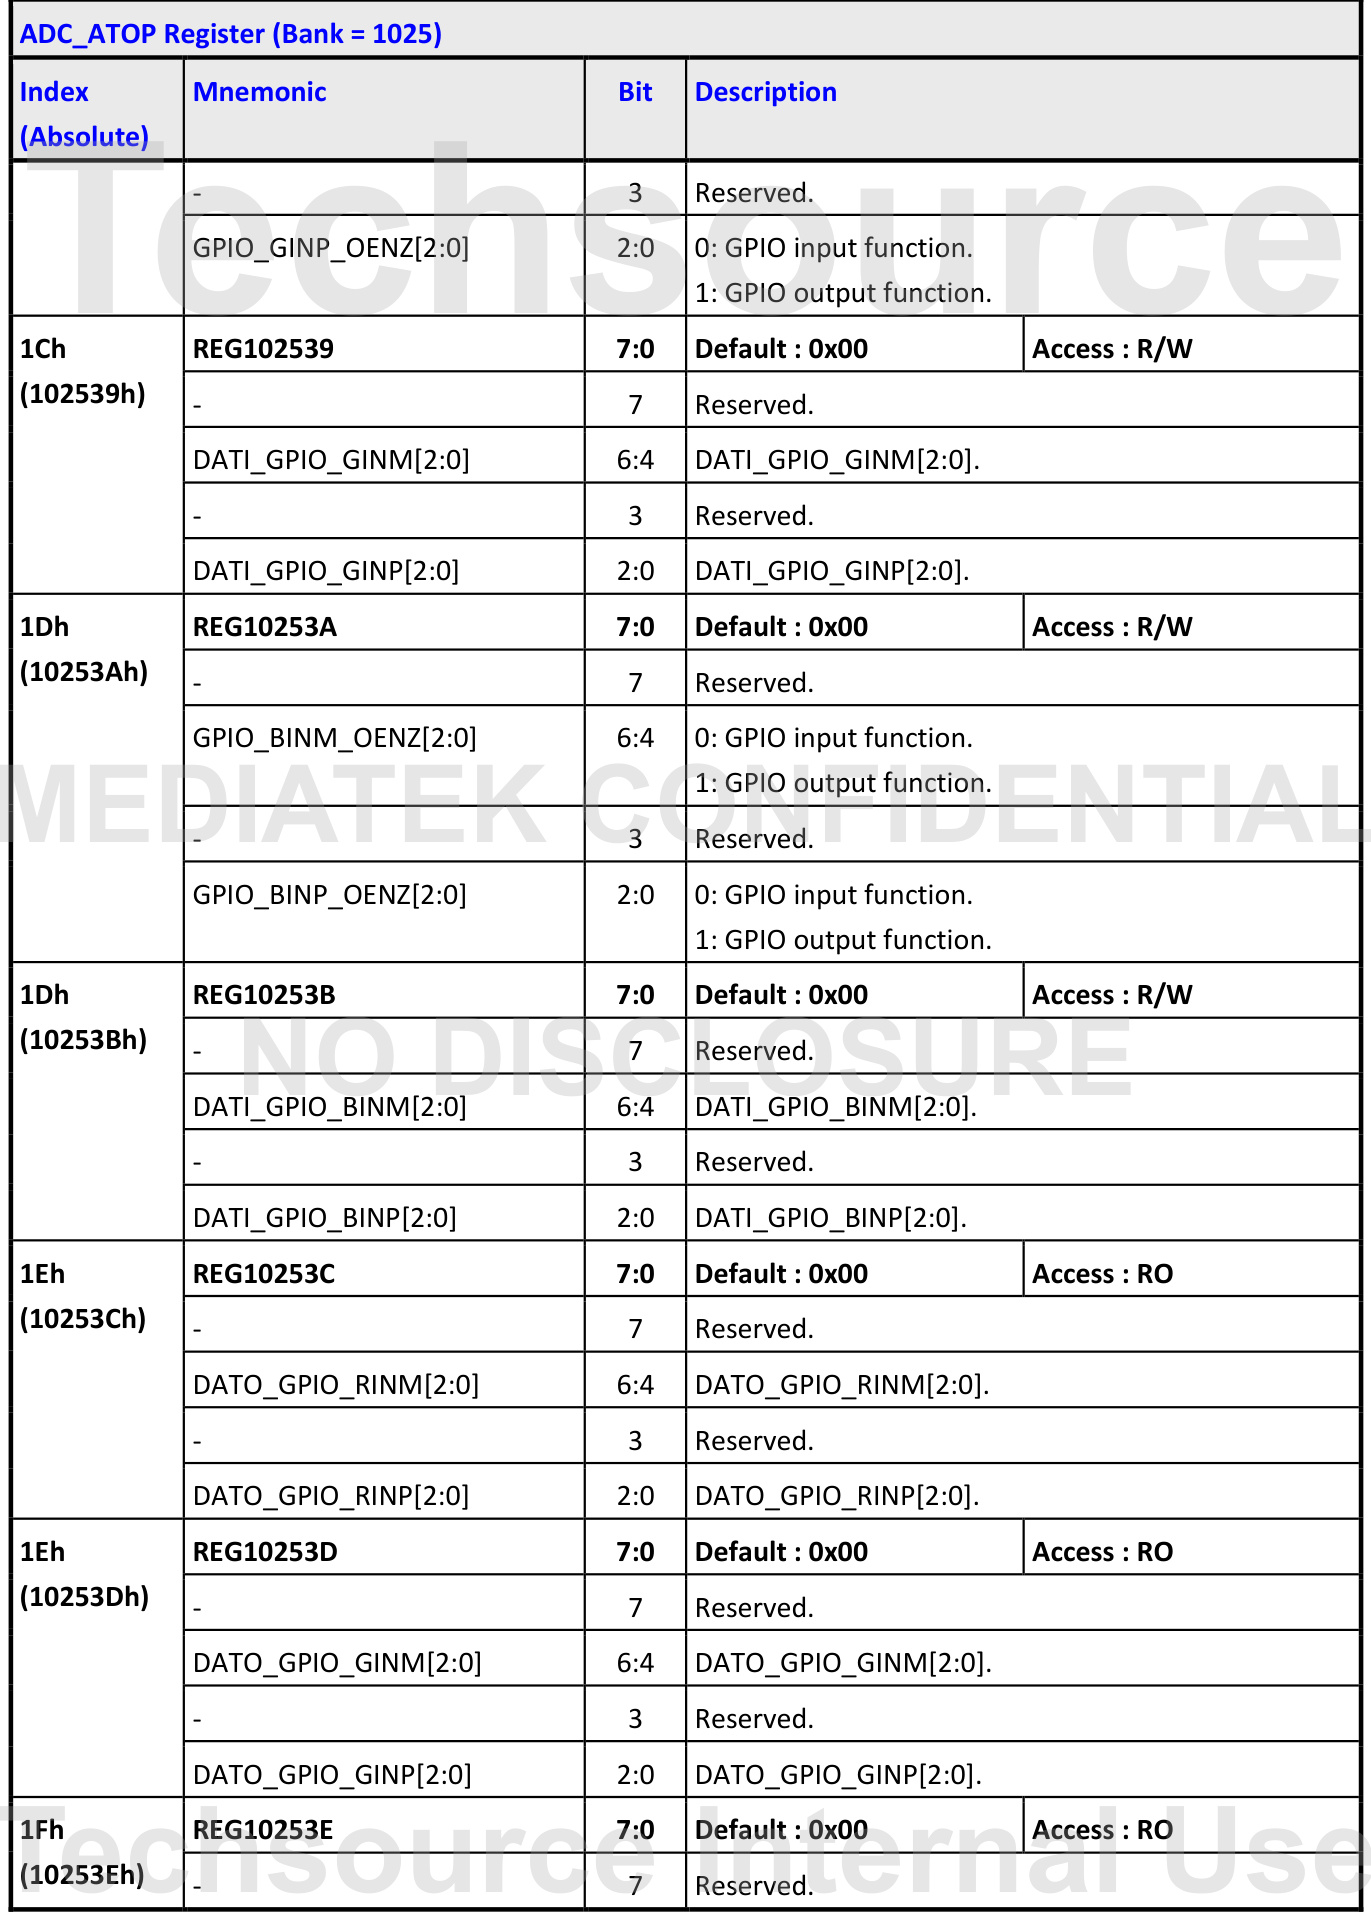 ADC_ATOP Register (Bank = 1025)
Index Mnemonic Bit Description
(Absolute)
- 3 Reserved.
GPIO_GINP_OENZ[2:0] 2:0 0: GPIO input function.
1: GPIO output function.
1Ch REG102539 7:0 Default : 0x00 Access : R/W
(102539h)
- 7 Reserved.
DATI_GPIO_GINM[2:0] 6:4 DATI_GPIO_GINM[2:0].
- 3 Reserved.
DATI_GPIO_GINP[2:0] 2:0 DATI_GPIO_GINP[2:0].
1Dh REG10253A 7:0 Default : 0x00 Access : R/W
(10253Ah)
- 7 Reserved.
GPIO_BINM_OENZ[2:0] 6:4 0: GPIO input function.
1: GPIO output function.
- 3 Reserved.
GPIO_BINP_OENZ[2:0] 2:0 0: GPIO input function.
1: GPIO output function.
1Dh REG10253B 7:0 Default : 0x00 Access : R/W
(10253Bh)
- 7 Reserved.
DATI_GPIO_BINM[2:0] 6:4 DATI_GPIO_BINM[2:0].
- 3 Reserved.
DATI_GPIO_BINP[2:0] 2:0 DATI_GPIO_BINP[2:0].
1Eh REG10253C 7:0 Default : 0x00 Access : RO
(10253Ch)
- 7 Reserved.
DATO_GPIO_RINM[2:0] 6:4 DATO_GPIO_RINM[2:0].
- 3 Reserved.
DATO_GPIO_RINP[2:0] 2:0 DATO_GPIO_RINP[2:0].
1Eh REG10253D 7:0 Default : 0x00 Access : RO
(10253Dh)
- 7 Reserved.
DATO_GPIO_GINM[2:0] 6:4 DATO_GPIO_GINM[2:0].
- 3 Reserved.
DATO_GPIO_GINP[2:0] 2:0 DATO_GPIO_GINP[2:0].
1Fh REG10253E 7:0 Default : 0x00 Access : RO
(10253Eh)
- 7 Reserved.
Techsource
MEDIATEK CONFIDENTIAL
NO DISCLOSURE
Techsource Internal Use